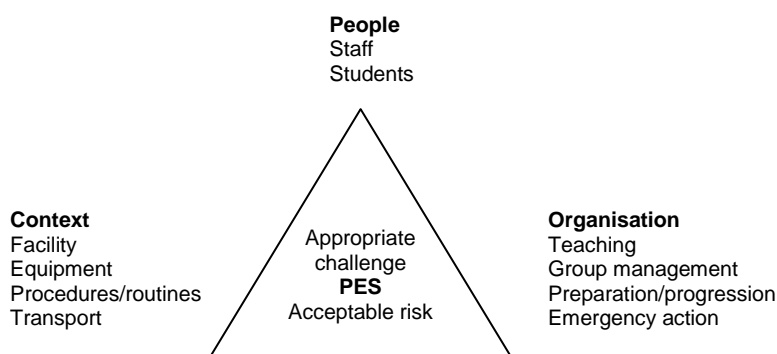 People
Staff
Students
Context
Facility
Equipment
Procedures/routines
Transport
Appropriate
challenge
PES
Acceptable risk
Organisation
Teaching
Group management
Preparation/progression
Emergency action